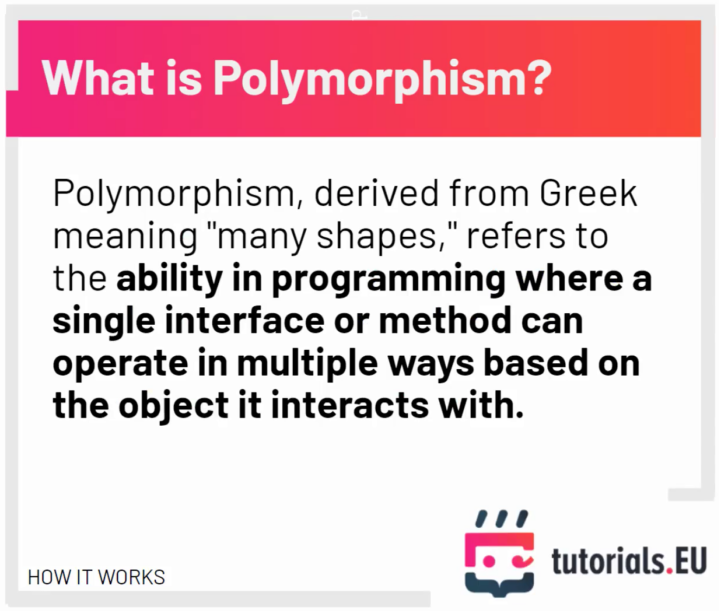 What is Polymorphism?
Polymorphism, derived from Greek
meaning "many shapes," refers to
the ability in programming where a
single interface or method can
operate in multiple ways based on
the object it interacts with.
HOW IT WORKS
tutorials.EU